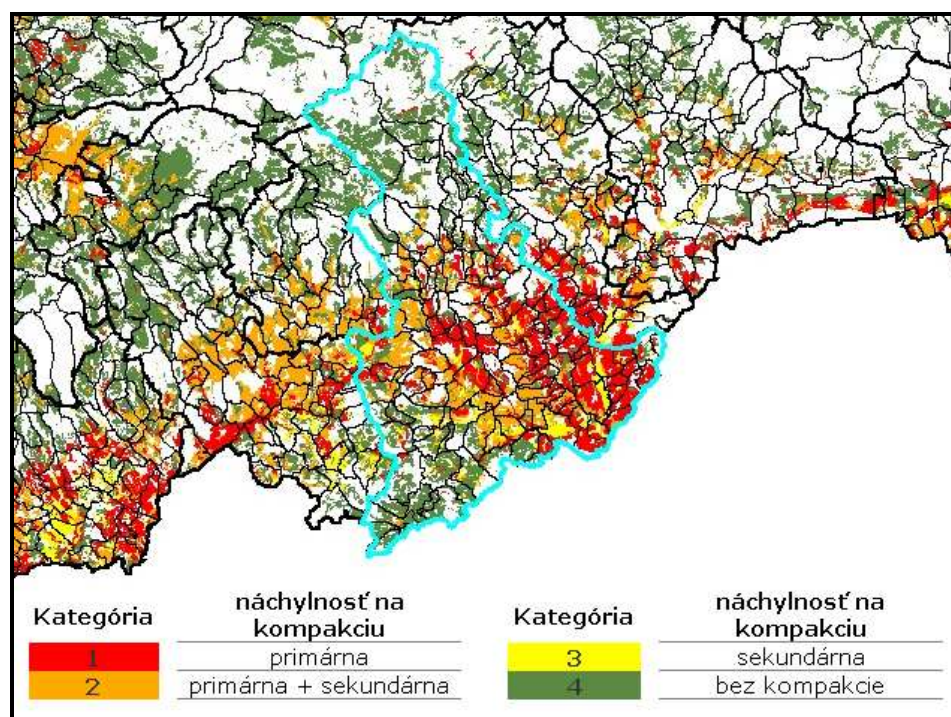 Kategória
náchylnosť na
kompakciu
1
primárna
2
primárna + sekundárna
Kategória
náchylnosť na
kompakciu
3
sekundárna
4
bez kompakcie